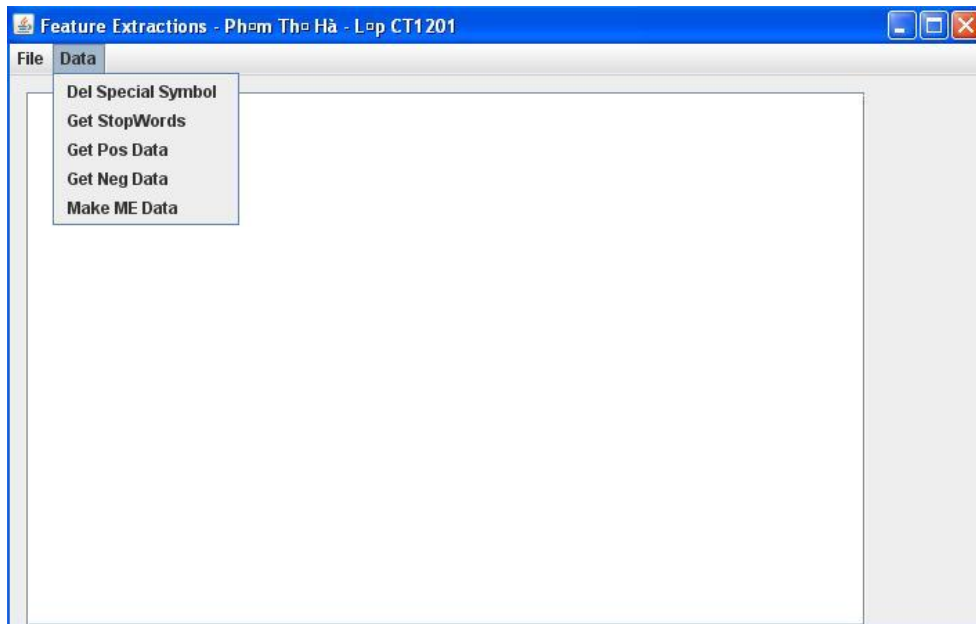 Feature Extractions - Ph¤m Th¤ Hà - L¤p CT1201
File Data
Del Special Symbol
Get StopWords
Get Pos Data
Get Neg Data
Make ME Data